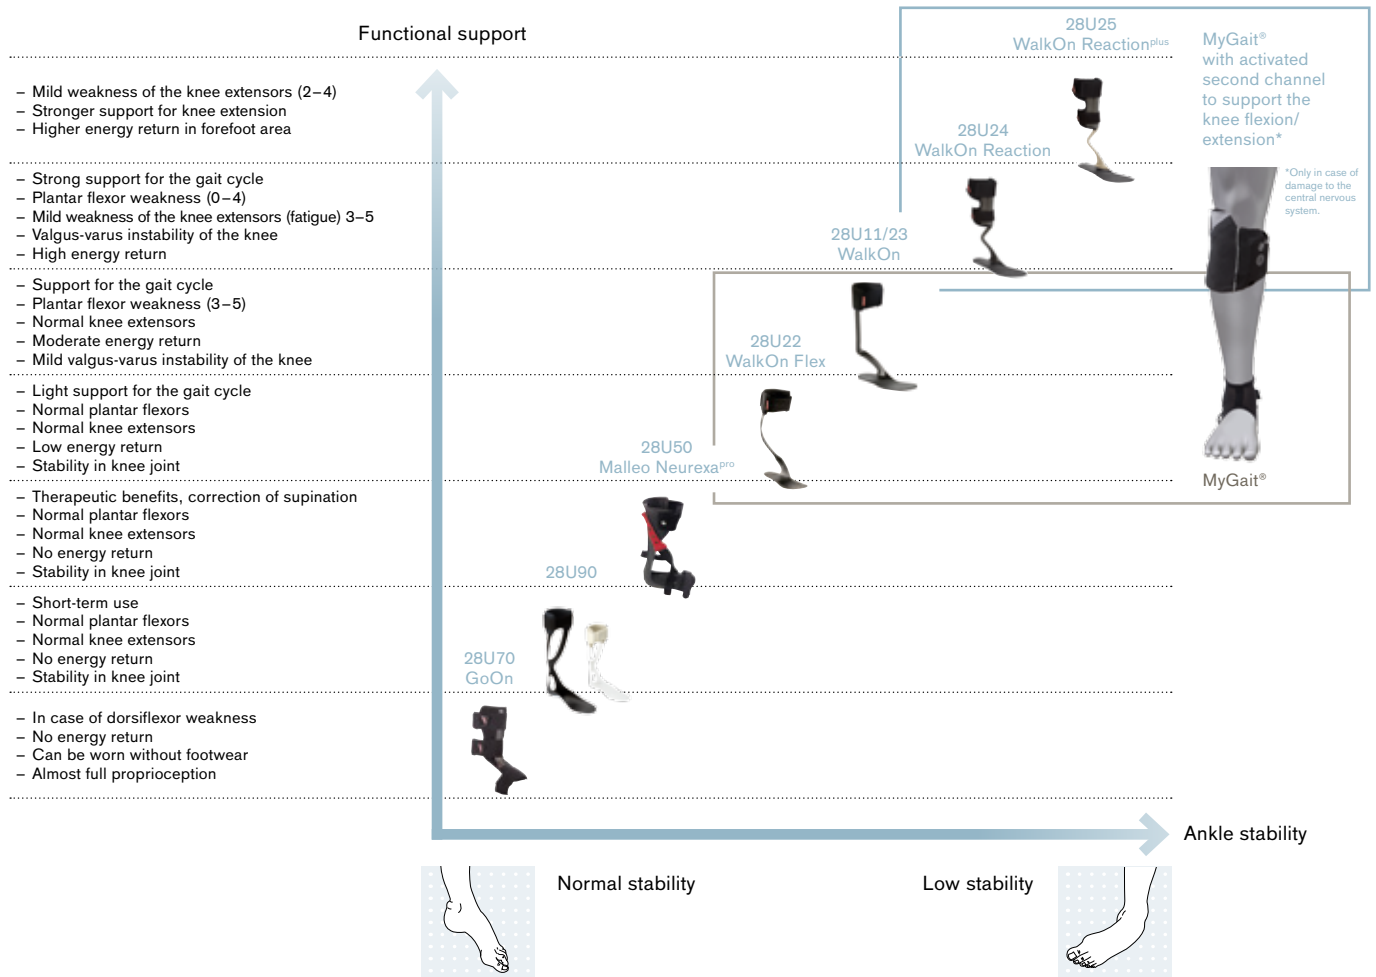 Functional support
– Mild weakness of the knee extensors (2–4)
– Stronger support for knee extension
– Higher energy return in forefoot area
– Strong support for the gait cycle
– Plantar flexor weakness (0–4)
– Mild weakness of the knee extensors (fatigue) 3–5
– Valgus-varus instability of the knee
– High energy return
– Support for the gait cycle
– Plantar flexor weakness (3–5)
– Normal knee extensors
– Moderate energy return
– Mild valgus-varus instability of the knee
– Light support for the gait cycle
– Normal plantar flexors
– Normal knee extensors
– Low energy return
– Stability in knee joint
– Therapeutic benefits, correction of supination
– Normal plantar flexors
– Normal knee extensors
– No energy return
– Stability in knee joint
– Short-term use
– Normal plantar flexors
– Normal knee extensors
– No energy return
– Stability in knee joint
– In case of dorsiflexor weakness
– No energy return
– Can be worn without footwear
– Almost full proprioception
28U25
WalkOn Reactionplus
28U24
WalkOn Reaction
28U11/23
WalkOn
28U22
WalkOn Flex
28U50
Malleo Neurexapro
28U90
28U70
GoOn
MyGait®
with activated
second channel
to support the
knee flexion/
extension*
*Only in case of
damage to the
central nervous
system.
MyGait®
Ankle stability
Normal stability
Low stability